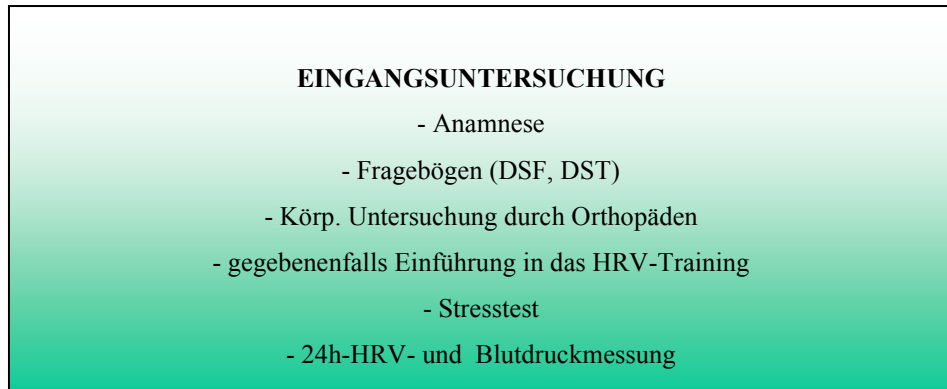 EINGANGSUNTERSUCHUNG
- Anamnese
- Fragebögen (DSF, DST)
- Körp. Untersuchung durch Orthopäden
- gegebenenfalls Einführung in das HRV-Training
- Stresstest
- 24h-HRV- und Blutdruckmessung